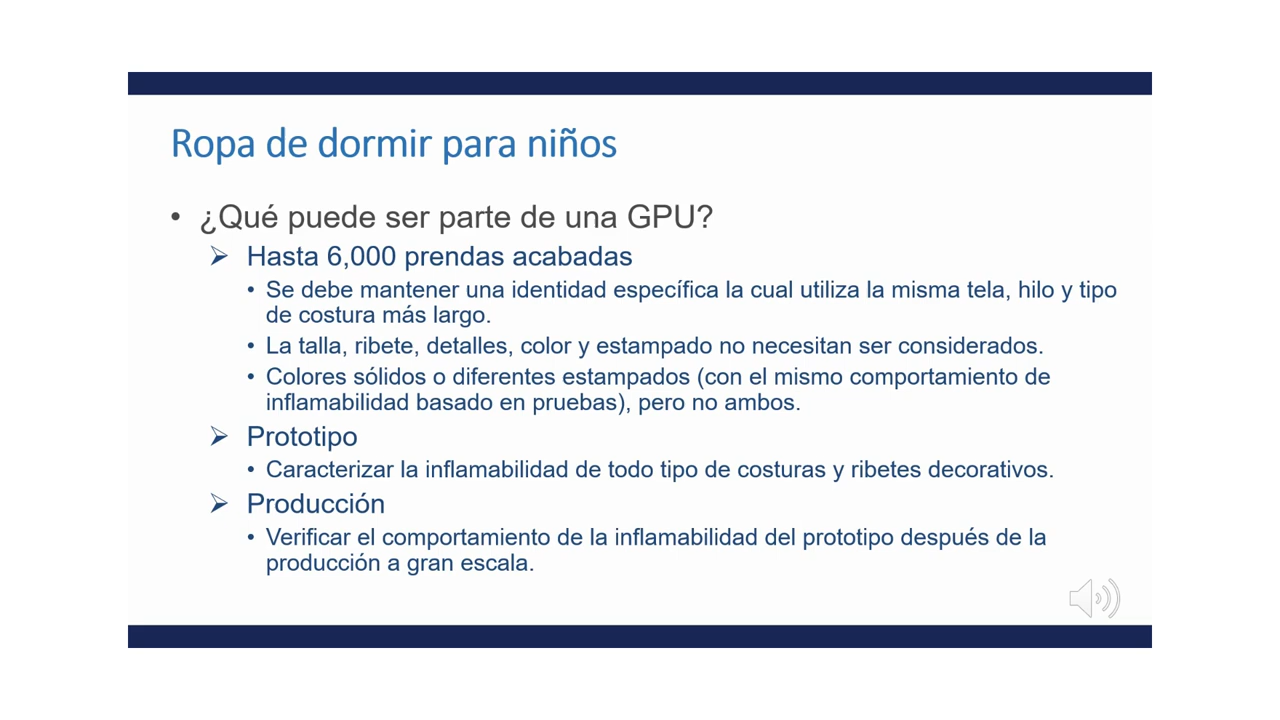 Ropa de dormir para niños
• ¿Qué puede ser parte de una GPU?
➢ Hasta 6,000 prendas acabadas
• Se debe mantener una identidad específica la cual utiliza la misma tela, hilo y tipo
de costura más largo.
• La talla, ribete, detalles, color y estampado no necesitan ser considerados.
• Colores sólidos o diferentes estampados (con el mismo comportamiento de
inflamabilidad basado en pruebas), pero no ambos.
➢ Prototipo
• Caracterizar la inflamabilidad de todo tipo de costuras y ribetes decorativos.
➢ Producción
• Verificar el comportamiento de la inflamabilidad del prototipo después de la
producción a gran escala.